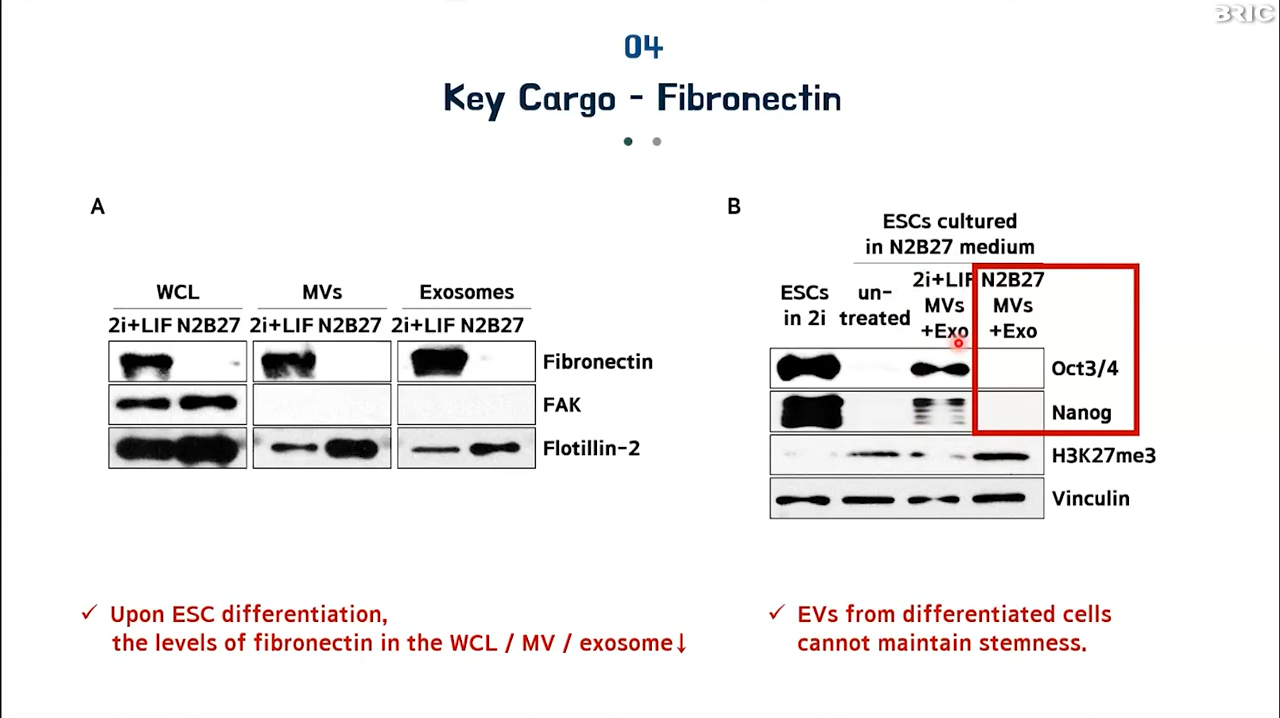 BRIC
04
Key Cargo - Fibronectin
A
WCL
MVs
Exosomes
2i+LIF N2B27
2i+LIF N2B27
2i+LIF N2B27
Fibronectin
FAK
Flotillin-2
✓ Upon ESC differentiation,
the levels of fibronectin in the WCL / MV / exosome↓
B
ESCs cultured
in N2B27 medium
ESCs
in 2i
un-
treated
2i+LIF
MVs
+Exo
N2B27
MVs
+Exo
Oct3/4
Nanog
H3K27me3
Vinculin
✓ EVs from differentiated cells
cannot maintain stemness.